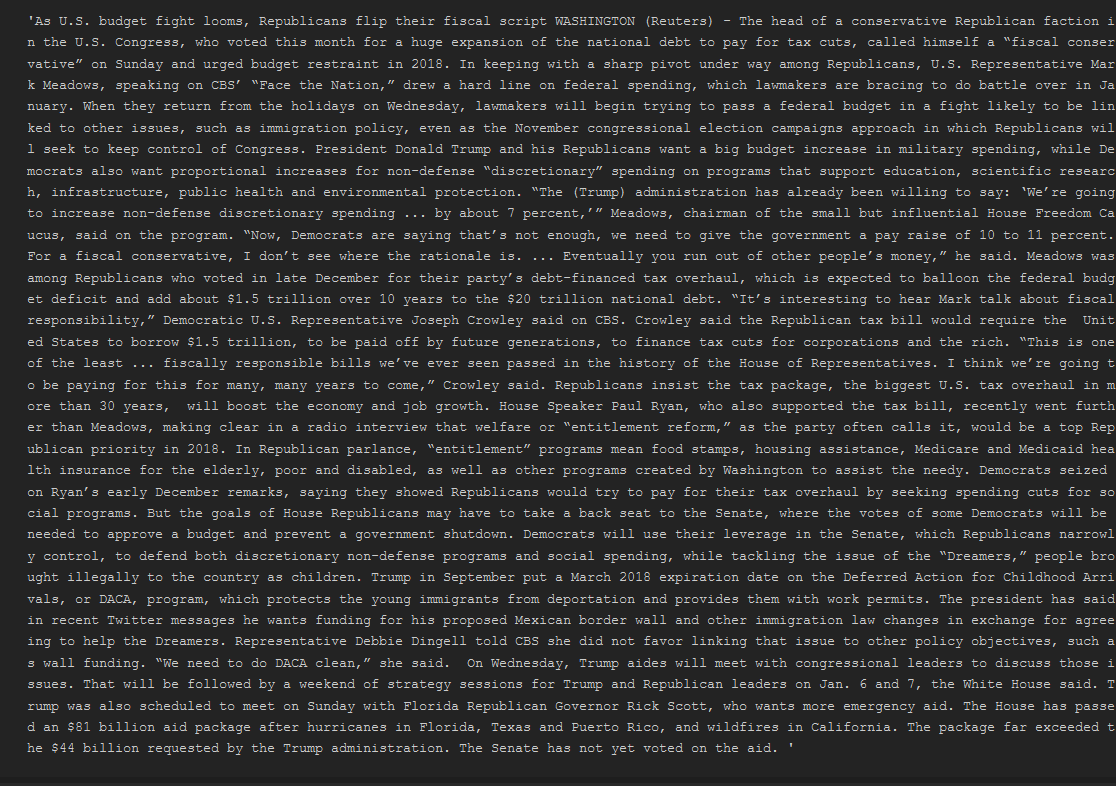 'As U.S. budget fight looms, Republicans flip their fiscal script WASHINGTON (Reuters) - The head of a conservative Republican faction i
n the U.S. Congress, who voted this month for a huge expansion of the national debt to pay for tax cuts, called himself a “fiscal conser
vative” on Sunday and urged budget restraint in 2018. In keeping with a sharp pivot under way among Republicans, U.S. Representative Mar
k Meadows, speaking on CBS’ “Face the Nation,” drew a hard line on federal spending, which lawmakers are bracing to do battle over in Ja
nuary. When they return from the holidays on Wednesday, lawmakers will begin trying to pass a federal budget in a fight likely to be lin
ked to other issues, such as immigration policy, even as the November congressional election campaigns approach in which Republicans wil
l seek to keep control of Congress. President Donald Trump and his Republicans want a big budget increase in military spending, while De
mocrats also want proportional increases for non-defense “discretionary” spending on programs that support education, scientific researc
h, infrastructure, public health and environmental protection. “The (Trump) administration has already been willing to say: ‘We’re going
to increase non-defense discretionary spending ... by about 7 percent,’” Meadows, chairman of the small but influential House Freedom Ca
ucus, said on the program. “Now, Democrats are saying that’s not enough, we need to give the government a pay raise of 10 to 11 percent.
For a fiscal conservative, I don’t see where the rationale is. ... Eventually you run out of other people’s money,” he said. Meadows was
among Republicans who voted in late December for their party’s debt-financed tax overhaul, which is expected to balloon the federal budg
et deficit and add about $1.5 trillion over 10 years to the $20 trillion national debt. “It’s interesting to hear Mark talk about fiscal
responsibility,” Democratic U.S. Representative Joseph Crowley said on CBS. Crowley said the Republican tax bill would require the  Unit
ed States to borrow $1.5 trillion, to be paid off by future generations, to finance tax cuts for corporations and the rich. “This is one
of the least ... fiscally responsible bills we’ve ever seen passed in the history of the House of Representatives. I think we’re going t
o be paying for this for many, many years to come,” Crowley said. Republicans insist the tax package, the biggest U.S. tax overhaul in m
ore than 30 years,  will boost the economy and job growth. House Speaker Paul Ryan, who also supported the tax bill, recently went furth
er than Meadows, making clear in a radio interview that welfare or “entitlement reform,” as the party often calls it, would be a top Rep
ublican priority in 2018. In Republican parlance, “entitlement” programs mean food stamps, housing assistance, Medicare and Medicaid hea
lth insurance for the elderly, poor and disabled, as well as other programs created by Washington to assist the needy. Democrats seized
on Ryan’s early December remarks, saying they showed Republicans would try to pay for their tax overhaul by seeking spending cuts for so
cial programs. But the goals of House Republicans may have to take a back seat to the Senate, where the votes of some Democrats will be
needed to approve a budget and prevent a government shutdown. Democrats will use their leverage in the Senate, which Republicans narrowl
y control, to defend both discretionary non-defense programs and social spending, while tackling the issue of the “Dreamers,” people bro
ught illegally to the country as children. Trump in September put a March 2018 expiration date on the Deferred Action for Childhood Arri
vals, or DACA, program, which protects the young immigrants from deportation and provides them with work permits. The president has said
in recent Twitter messages he wants funding for his proposed Mexican border wall and other immigration law changes in exchange for agree
ing to help the Dreamers. Representative Debbie Dingell told CBS she did not favor linking that issue to other policy objectives, such a
s wall funding. “We need to do DACA clean,” she said.  On Wednesday, Trump aides will meet with congressional leaders to discuss those i
ssues. That will be followed by a weekend of strategy sessions for Trump and Republican leaders on Jan. 6 and 7, the White House said. T
rump was also scheduled to meet on Sunday with Florida Republican Governor Rick Scott, who wants more emergency aid. The House has passe
d an $81 billion aid package after hurricanes in Florida, Texas and Puerto Rico, and wildfires in California. The package far exceeded t
he $44 billion requested by the Trump administration. The Senate has not yet voted on the aid. '